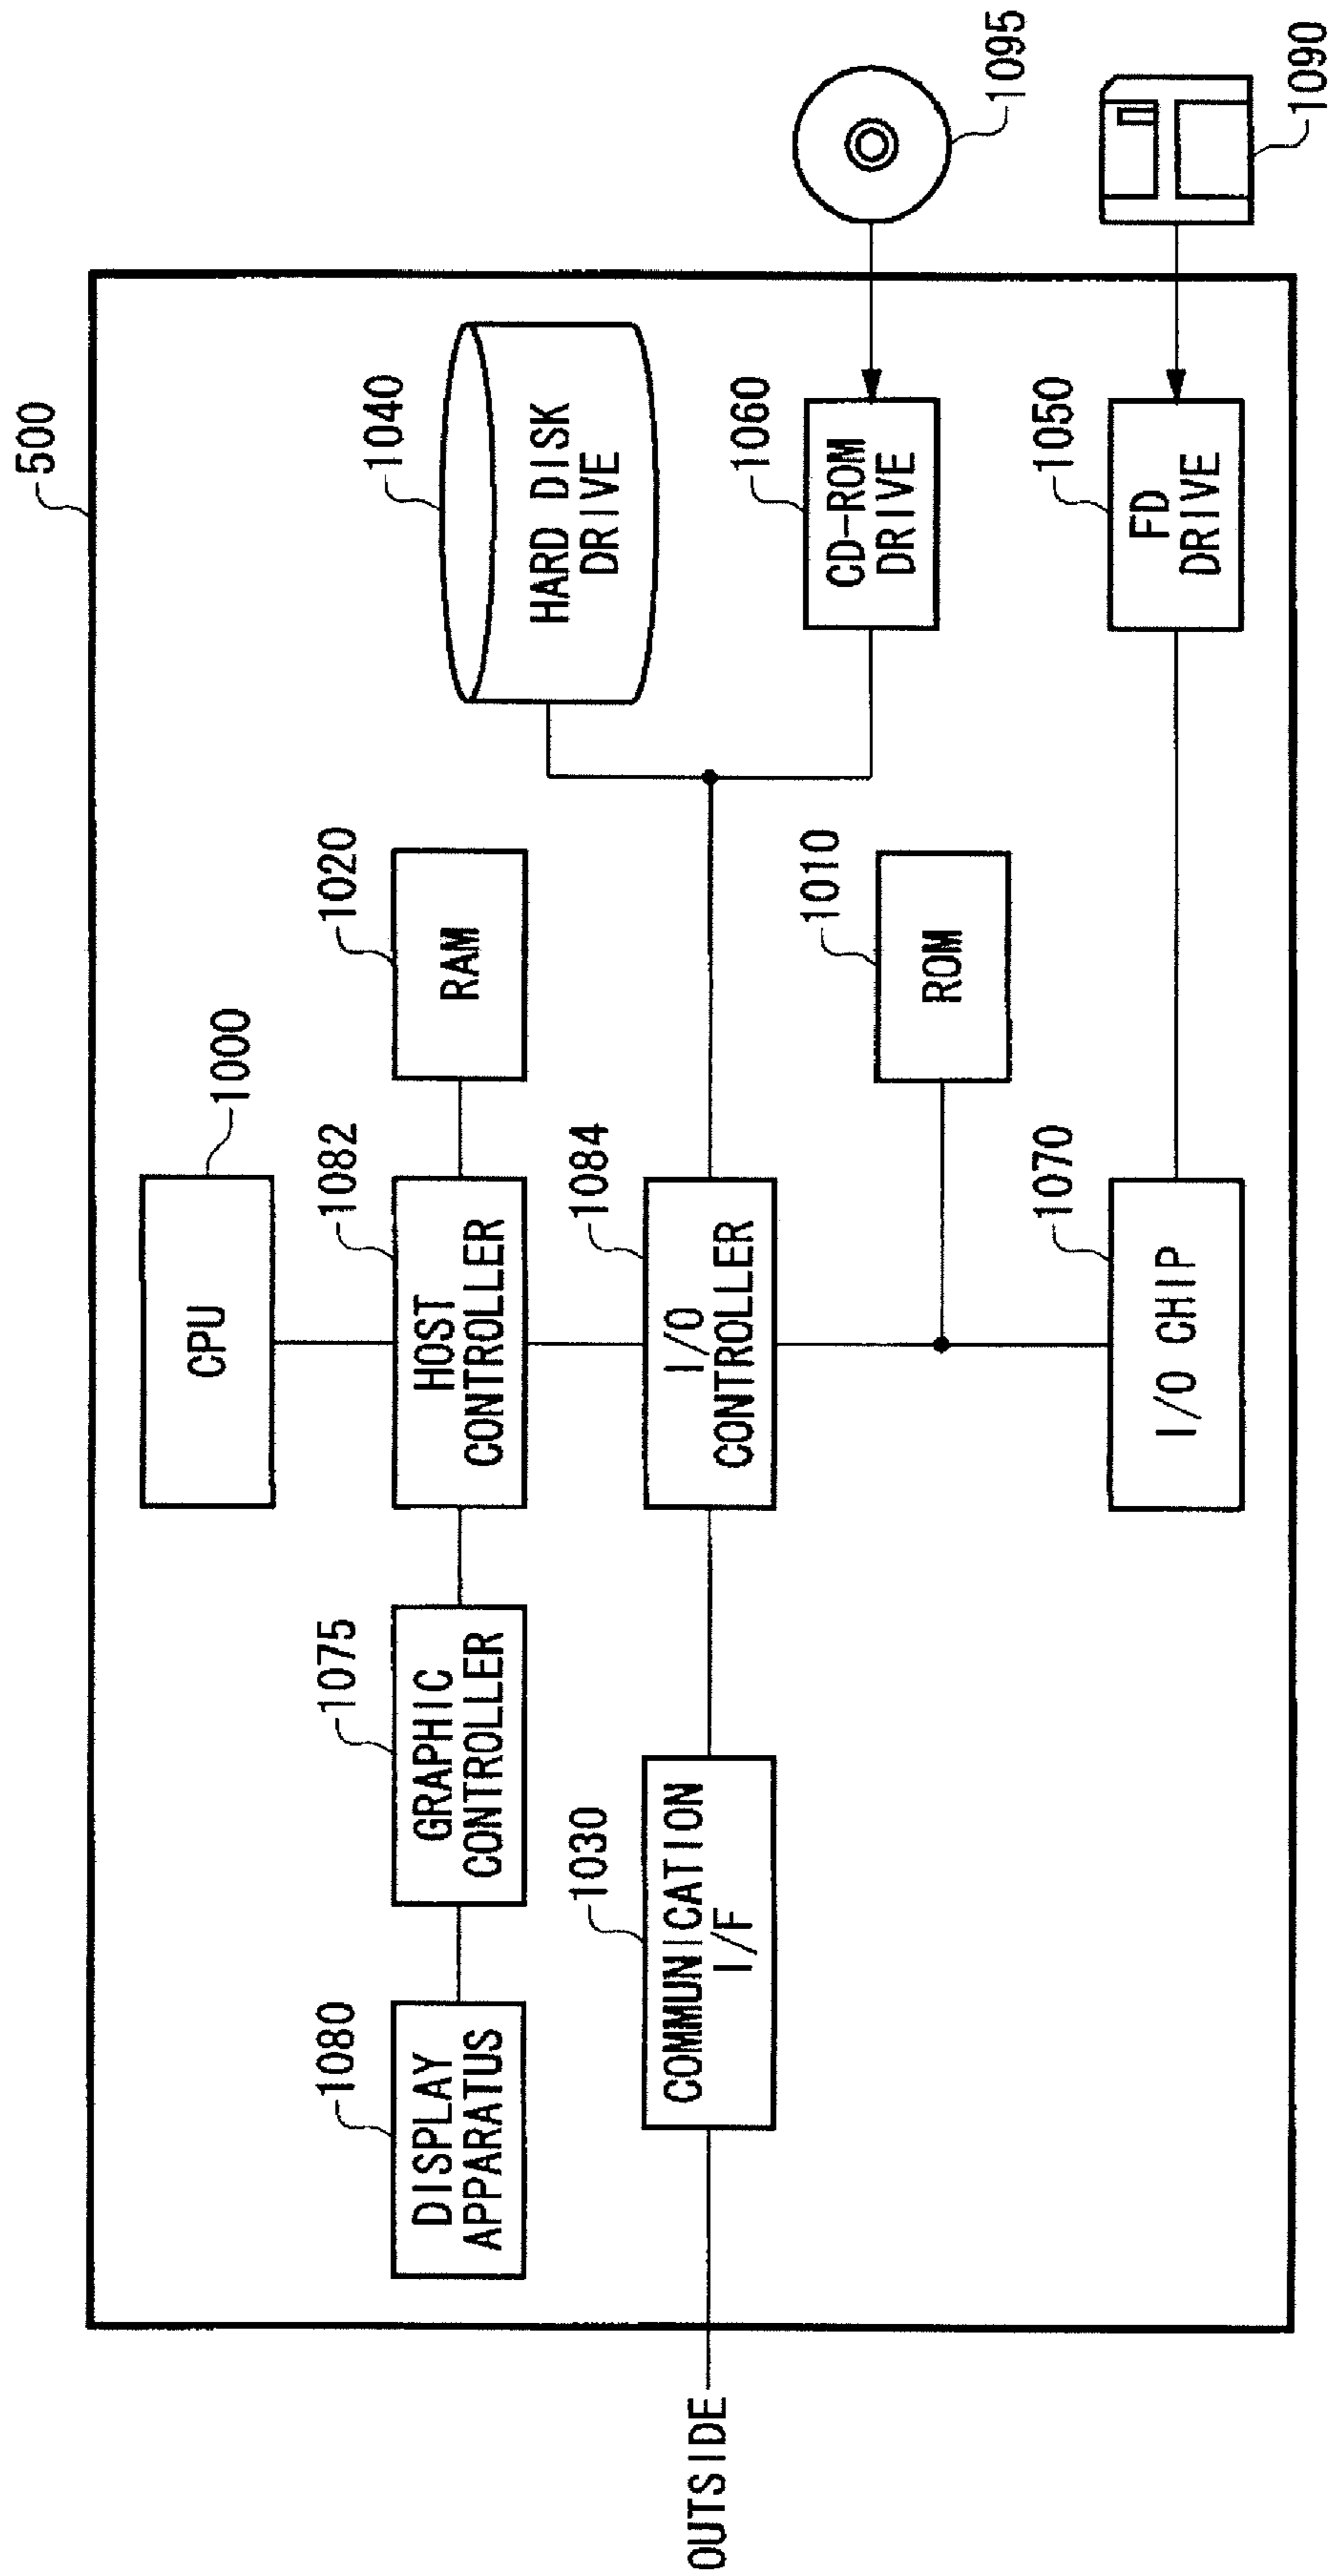 500
CPU
1000
DISPLAY
APPARATUS
1080
GRAPHIC
CONTROLLER
1075
HOST
CONTROLLER
1082
RAM
1020
HARD DISK
DRIVE
1040
OUTSIDE
COMMUNICATION
I/F
1030
I/O
CONTROLLER
1084
CD-ROM
DRIVE
1060
1095
ROM
1010
I/O CHIP
1070
FD
DRIVE
1050
1090